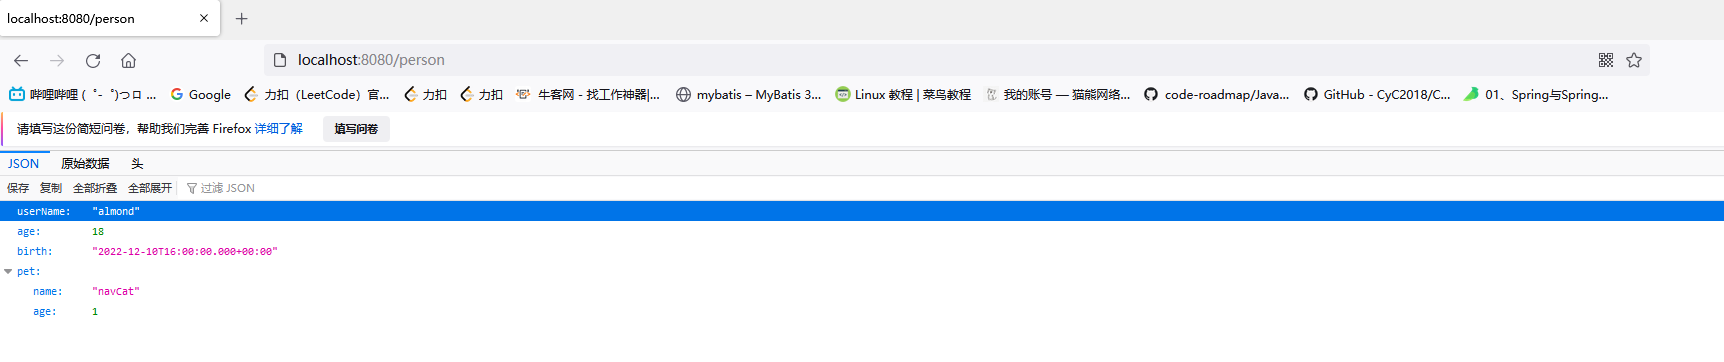 localhost:8080/person
localhost:8080/person
哔哩哔哩 (゜-゜)つロ ... Google 力扣（LeetCode）官... 力扣 力扣 牛客网 - 找工作神器|... mybatis – MyBatis 3... Linux 教程 | 菜鸟教程 我的账号 — 猫熊网络... code-roadmap/Java... GitHub - CyC2018/C... 01、Spring与Spring...
请填写这份简短问卷，帮助我们完善 Firefox 详细了解 填写问卷
JSON 原始数据 头
保存 复制 全部折叠 全部展开 过滤 JSON
userName: "almond"
age: 18
birth: "2022-12-10T16:00:00.000+00:00"
pet:
name: "navCat"
age: 1